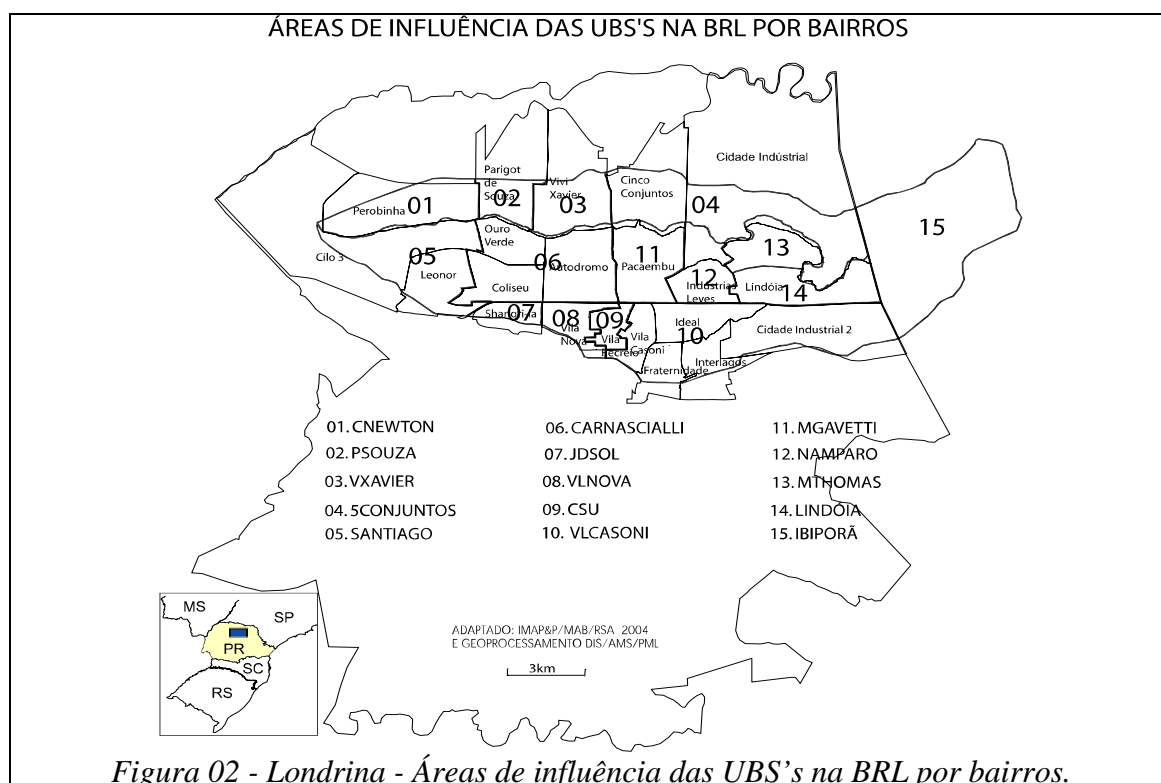 ÁREAS DE INFLUÊNCIA DAS UBS'S NA BRL POR BAIRROS
Cidade Indústrial
Parigot
de
Souza
02
Vivi
Xavier
03
Cinco
Conjuntos
04
Perobinha
01
15
Ouro
Verde
Cilo 3
05
Leonor
06
Autodromo
Coliseu
11
Pacaembu
13
12
Indústrias
Leves
Lindóia
14
Shangri-la
07
08
Vila
Nova
09
Vila
Recreio
Vila
Casoni
Ideal
10
Cidade Industrial 2
Interlagos
Fraternidade
01. CNEWTON
02. PSOUZA
03. VXAVIER
04. 5CONJUNTOS
05. SANTIAGO
06. CARNASCIALLI
07. JDSOL
08. VLNOVA
09. CSU
10. VLCASONI
11. MGAVETTI
12. NAMPARO
13. MTHOMAS
14. LINDÓIA
15. IBIPORÃ
MS
SP
PR
SC
RS
ADAPTADO: IMAP&P/MAB/RSA 2004
E GEOPROCESSAMENTO DIS/AMS/PML
3km
Figura 02 - Londrina - Áreas de influência das UBS's na BRL por bairros.